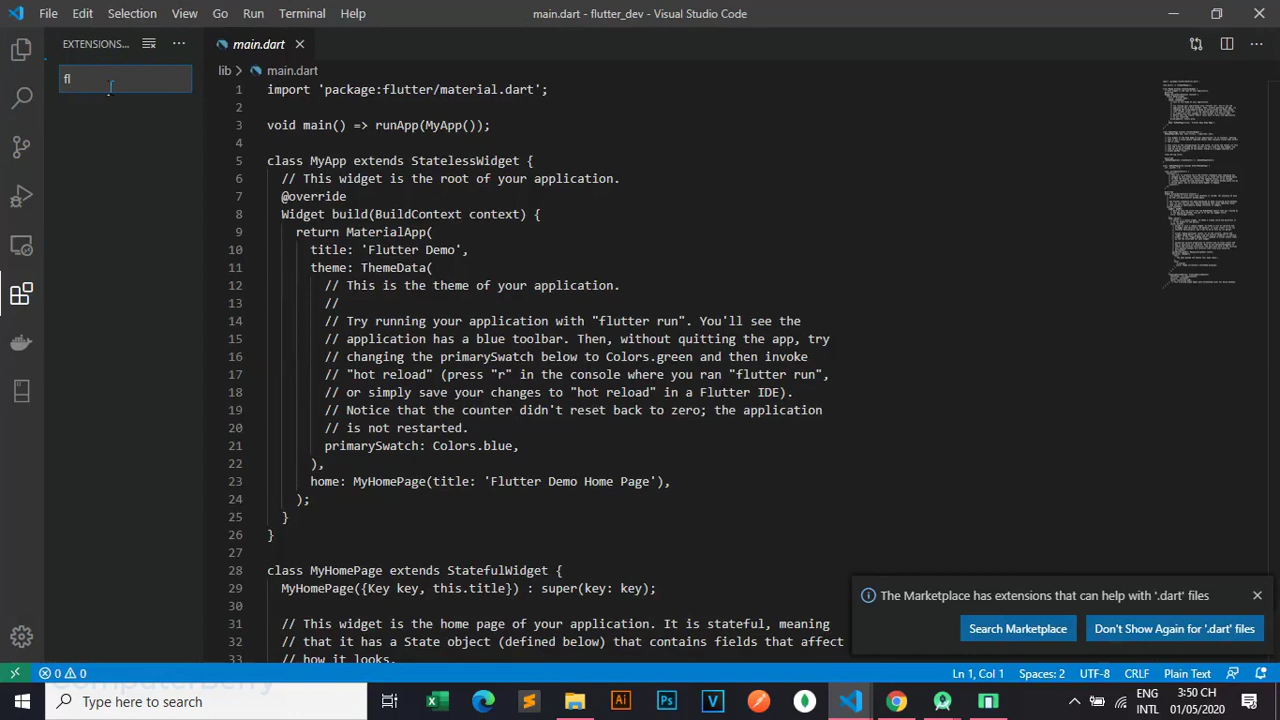 File Edit Selection View Go Run Terminal Help main.dart - flutter_dev - Visual Studio Code
EXTENSIONS...
main.dart
fl
lib > main.dart
1 import 'package:flutter/material.dart';
2
3 void main() => runApp(MyApp());
4
5 class MyApp extends StatelessWidget {
6 // This widget is the root of your application.
7 @override
8 Widget build(BuildContext context) {
9 return MaterialApp(
10 title: 'Flutter Demo',
11 theme: ThemeData(
12 // This is the theme of your application.
13 //
14 // Try running your application with "flutter run". You'll see the
15 // application has a blue toolbar. Then, without quitting the app, try
16 // changing the primarySwatch below to Colors.green and then invoke
17 // "hot reload" (press "r" in the console where you ran "flutter run",
18 // or simply save your changes to "hot reload" in a Flutter IDE).
19 // Notice that the counter didn't reset back to zero; the application
20 // is not restarted.
21 primarySwatch: Colors.blue,
22 ),
23 home: MyHomePage(title: 'Flutter Demo Home Page'),
24 );
25 }
26 }
27
28 class MyHomePage extends StatefulWidget {
29 MyHomePage({Key key, this.title}) : super(key: key);
30
31 // This widget is the home page of your application. It is stateful, meaning
32 // that it has a State object (defined below) that contains fields that affect
33 // how it looks.
The Marketplace has extensions that can help with '.dart' files
Search Marketplace Don't Show Again for '.dart' files
0 0 Ln 1, Col 1 Spaces: 2 UTF-8 CRLF Plain Text
ComputerBerry
Type here to search
Ai Ps V
ENG
INTL
3:50 CH
01/05/2020